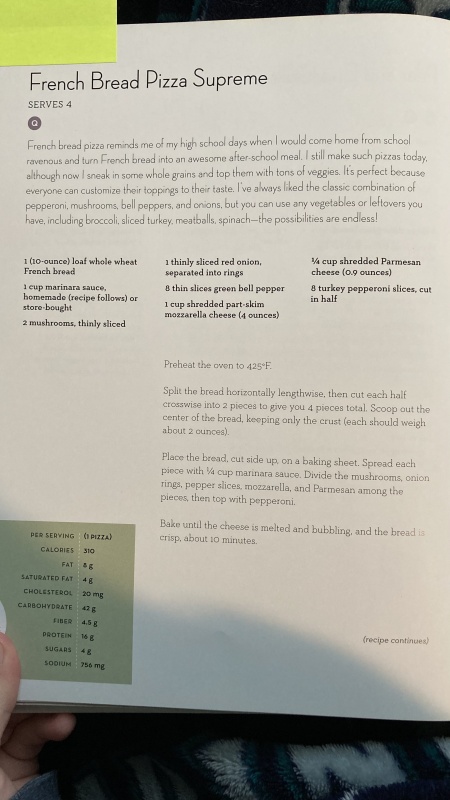 French Bread Pizza Supreme
SERVES 4
Q
French bread pizza reminds me of my high school days when I would come home from school
ravenous and turn French bread into an awesome after-school meal. I still make such pizzas today,
although now I sneak in some whole grains and top them with tons of veggies. It's perfect because
everyone can customize their toppings to their taste. I've always liked the classic combination of
pepperoni, mushrooms, bell peppers, and onions, but you can use any vegetables or leftovers you
have, including broccoli, sliced turkey, meatballs, spinach—the possibilities are endless!
1 (10-ounce) loaf whole wheat
French bread
1 cup marinara sauce,
homemade (recipe follows) or
store-bought
2 mushrooms, thinly sliced
1 thinly sliced red onion,
separated into rings
8 thin slices green bell pepper
1 cup shredded part-skim
mozzarella cheese (4 ounces)
¼ cup shredded Parmesan
cheese (0.9 ounces)
8 turkey pepperoni slices, cut
in half
Preheat the oven to 425°F.
Split the bread horizontally lengthwise, then cut each half
crosswise into 2 pieces to give you 4 pieces total. Scoop out the
center of the bread, keeping only the crust (each should weigh
about 2 ounces).
Place the bread, cut side up, on a baking sheet. Spread each
piece with ¼ cup marinara sauce. Divide the mushrooms, onion
rings, pepper slices, mozzarella, and Parmesan among the
pieces, then top with pepperoni.
Bake until the cheese is melted and bubbling, and the bread is
crisp, about 10 minutes.
PER SERVING (1 PIZZA)
CALORIES 310
FAT 8 g
SATURATED FAT 4 g
CHOLESTEROL 20 mg
CARBOHYDRATE 42 g
FIBER 4.5 g
PROTEIN 16 g
SUGARS 4 g
SODIUM 756 mg
(recipe continues)